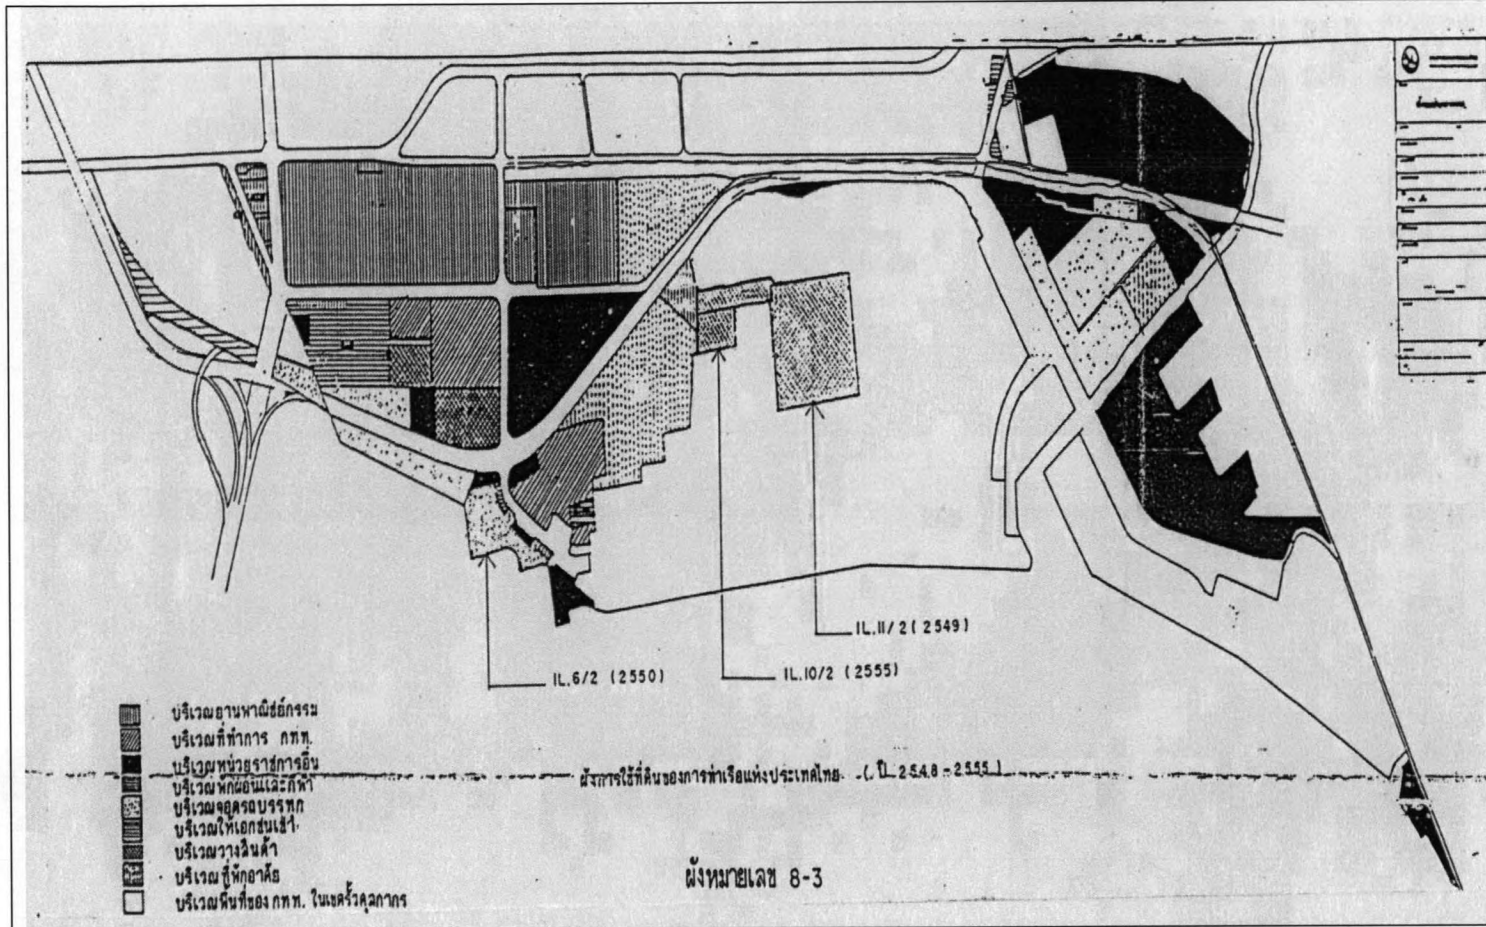 IL.11/2 (2549)
IL.10/2 (2555)
IL.6/2 (2550)
บริเวณย่านพาณิชย์กรรม
บริเวณที่ทำการ กทท.
บริเวณหน่วยราชการอื่น
บริเวณพักผ่อนและกีฬา
บริเวณจอดรถบรรทุก
บริเวณให้เอกชนเช่า
บริเวณวางสินค้า
บริเวณที่พักอาศัย
บริเวณพื้นที่ของ กทท. ในเขตรั้วศุลกากร
ผังการใช้ที่ดินของการท่าเรือแห่งประเทศไทย (ปี 2548-2555)
ผังหมายเลข 8-3